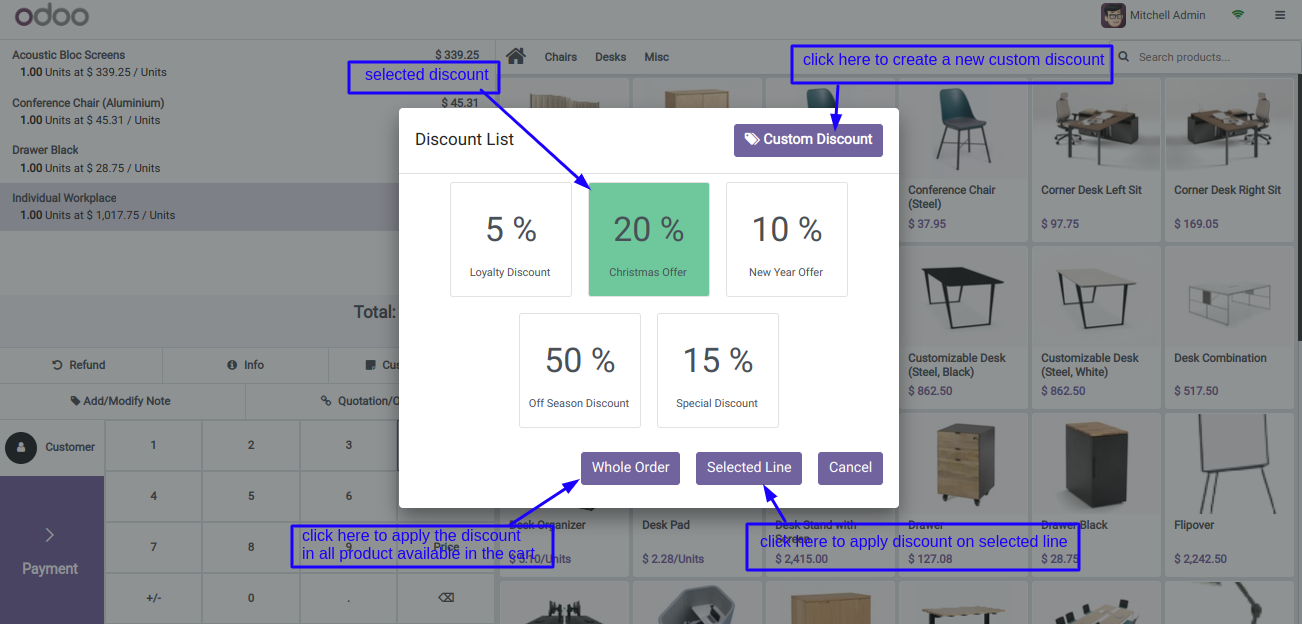 odoo
Mitchell Admin
Acoustic Bloc Screens
$ 339.25
1.00 Units at $ 339.25 / Units
Conference Chair (Aluminium)
$ 45.31
1.00 Units at $ 45.31 / Units
Drawer Black
1.00 Units at $ 28.75 / Units
Individual Workplace
1.00 Units at $ 1,017.75 / Units
Total:
Refund
Info
Cus
Add/Modify Note
Quotation/O
Customer
1
2
3
4
5
6
7
8
9
Price
+/-
0
.
Payment
Chairs
Desks
Misc
Search products...
selected discount
click here to create a new custom discount
Discount List
Custom Discount
5 %
Loyalty Discount
20 %
Christmas Offer
10 %
New Year Offer
50 %
Off Season Discount
15 %
Special Discount
Whole Order
Selected Line
Cancel
click here to apply the discount
in all product available in the cart
click here to apply discount on selected line
Conference Chair
(Steel)
$ 37.95
Corner Desk Left Sit
$ 97.75
Corner Desk Right Sit
$ 169.05
Customizable Desk
(Steel, Black)
$ 862.50
Customizable Desk
(Steel, White)
$ 862.50
Desk Combination
$ 517.50
Desk Organizer
$ 5.10/Units
Desk Pad
$ 2.28/Units
Desk Stand with
Screen
$ 2,415.00
Drawer
$ 127.08
Drawer Black
$ 28.75
Flipover
$ 2,242.50